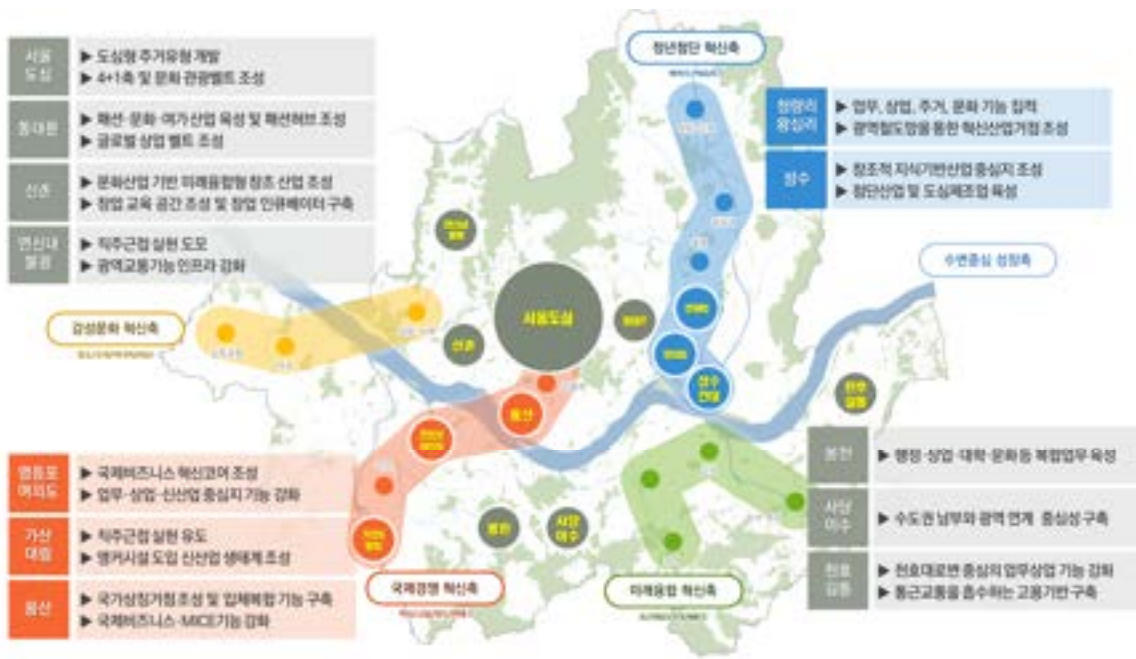 서울
도심
▶ 도심형 주거유형 개발
▶ 4+1축 및 문화 관광벨트 조성
동대문
▶ 패션·문화·여가 산업 육성 및 패션허브 조성
▶ 글로벌 상업 벨트 조성
신촌
▶ 문화산업 기반 미래융합형 창조 산업 조성
▶ 창업 교육 공간 조성 및 창업 인큐베이터 구축
연신내
불광
▶ 직주근접 실현 도모
▶ 광역교통기능 인프라 강화
청년첨단 혁신축
청량리
왕십리
▶ 업무, 상업, 주거, 문화 기능 집적
▶ 광역철도망을 통한 혁신산업거점 조성
성수
▶ 창조적 지식기반산업 중심지 조성
▶ 첨단산업 및 도심제조업 육성
수변중심 성장축
감성문화 혁신축
서울도심
신촌
용산
성수
천호
길동
봉천
사당
이수
영등포
여의도
▶ 국제비즈니스 혁신코어 조성
▶ 업무·상업·신산업 중심지 기능 강화
가산
대림
▶ 직주근접 실현 유도
▶ 앵커시설 도입 신산업 생태계 조성
용산
▶ 국가상징거점 조성 및 입체복합 기능 구축
▶ 국제비즈니스·MICE기능 강화
국제경쟁 혁신축
미래융합 혁신축
봉천
▶ 행정·상업·대학·문화 등 복합업무 육성
사당
이수
▶ 수도권 남부와 광역 연계 중심성 구축
천호
길동
▶ 천호대로변 중심의 업무상업 기능 강화
▶ 통근교통을 흡수하는 고용기반 구축